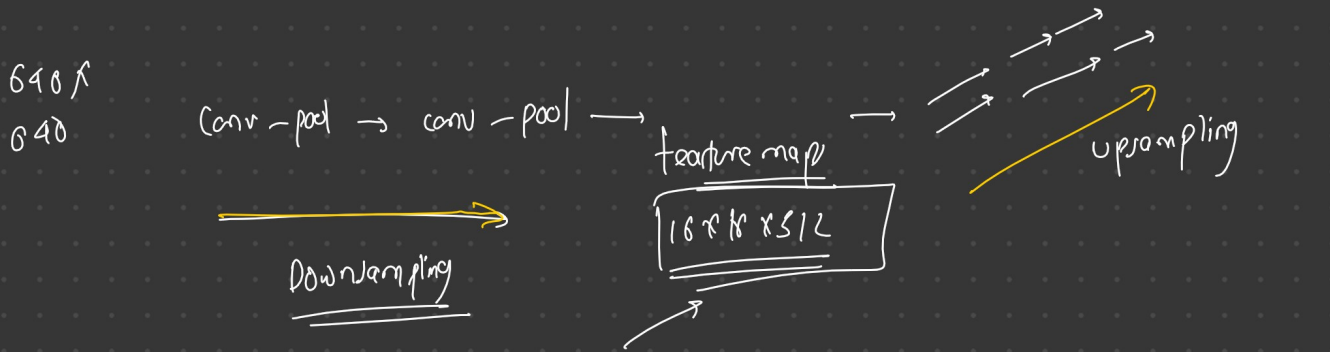 640 x
640
conv - pool → conv - pool →
feature map →
16 x 16 x 512
Downsampling
upsampling